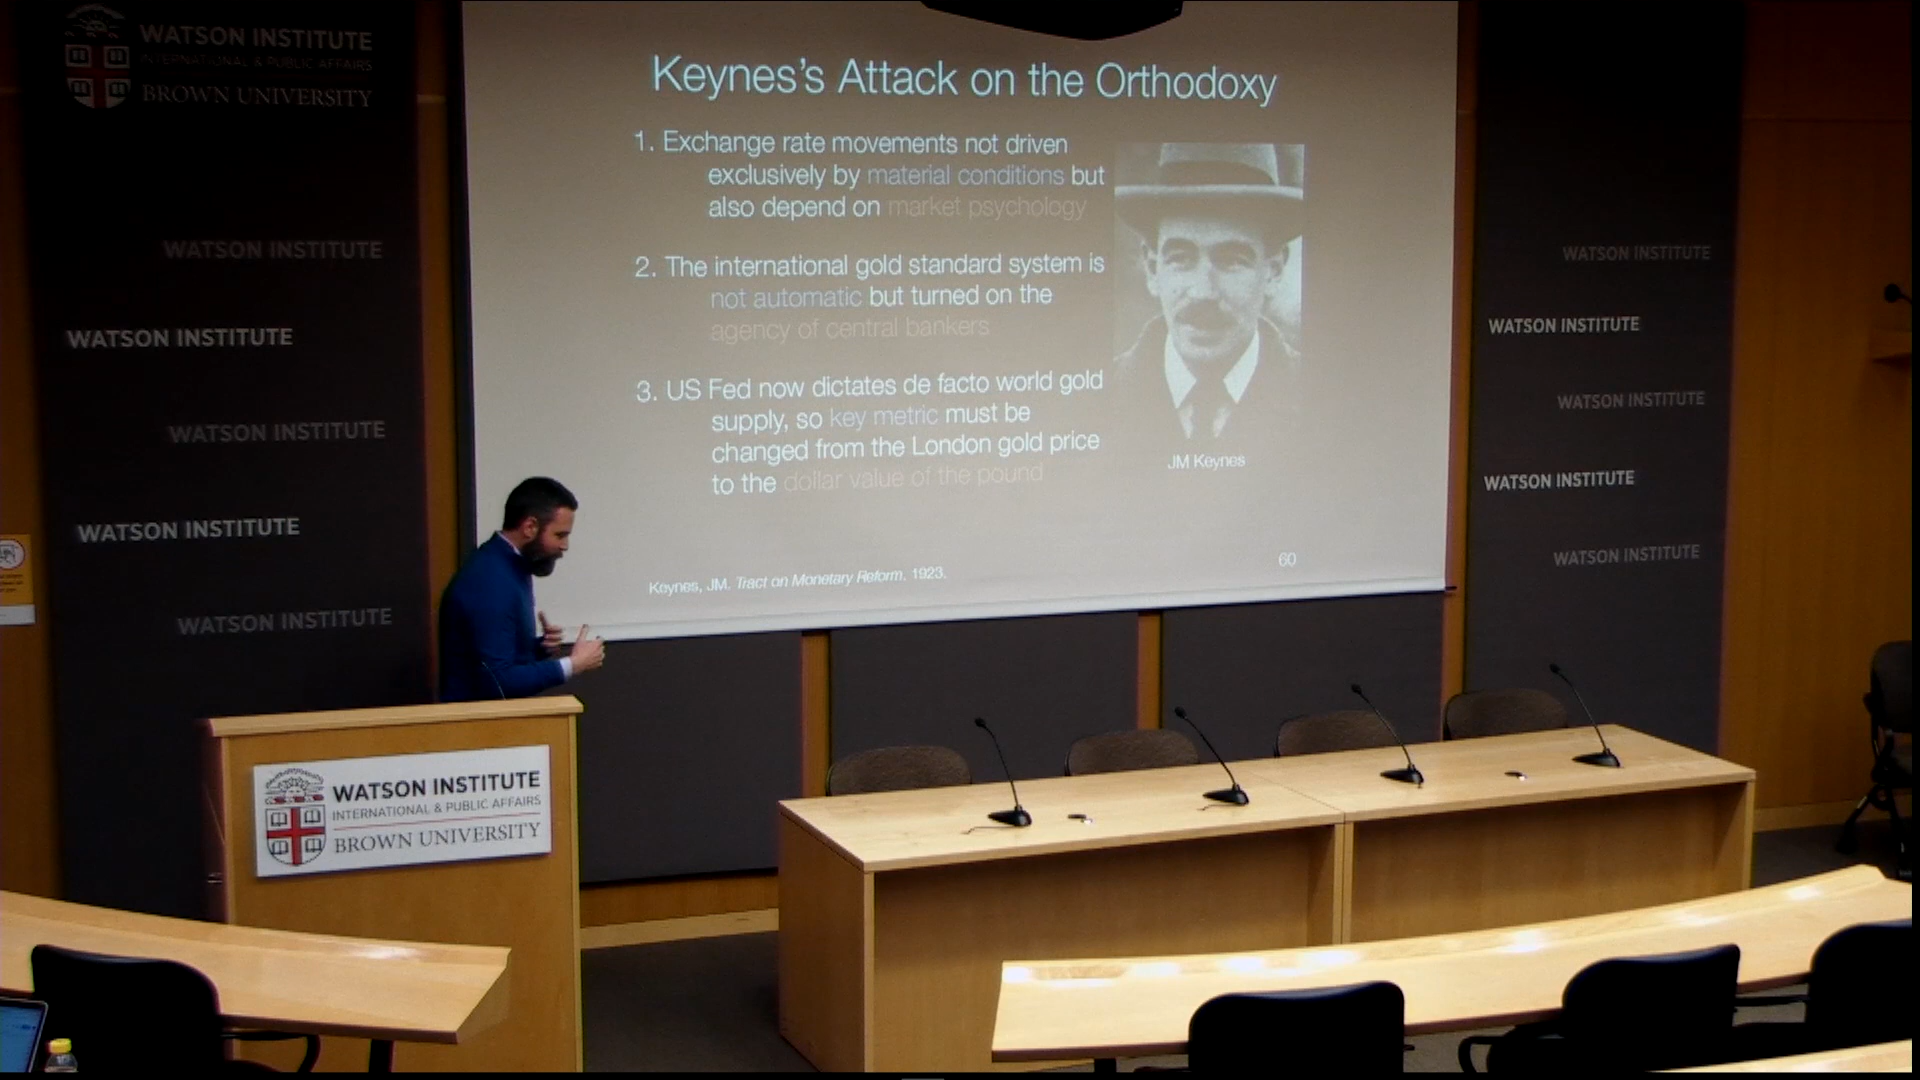 WATSON INSTITUTE
INTERNATIONAL & PUBLIC AFFAIRS
BROWN UNIVERSITY
WATSON INSTITUTE
WATSON INSTITUTE
WATSON INSTITUTE
WATSON INSTITUTE
WATSON INSTITUTE
Keynes's Attack on the Orthodoxy
1. Exchange rate movements not driven
exclusively by material conditions but
also depend on market psychology
2. The international gold standard system is
not automatic but turned on the
agency of central bankers
3. US Fed now dictates de facto world gold
supply, so key metric must be
changed from the London gold price
to the dollar value of the pound
JM Keynes
Keynes, JM. Tract on Monetary Reform. 1923.
60
WATSON INSTITUTE
WATSON INSTITUTE
WATSON INSTITUTE
WATSON INSTITUTE
WATSON INSTITUTE
WATSON INSTITUTE
INTERNATIONAL & PUBLIC AFFAIRS
BROWN UNIVERSITY